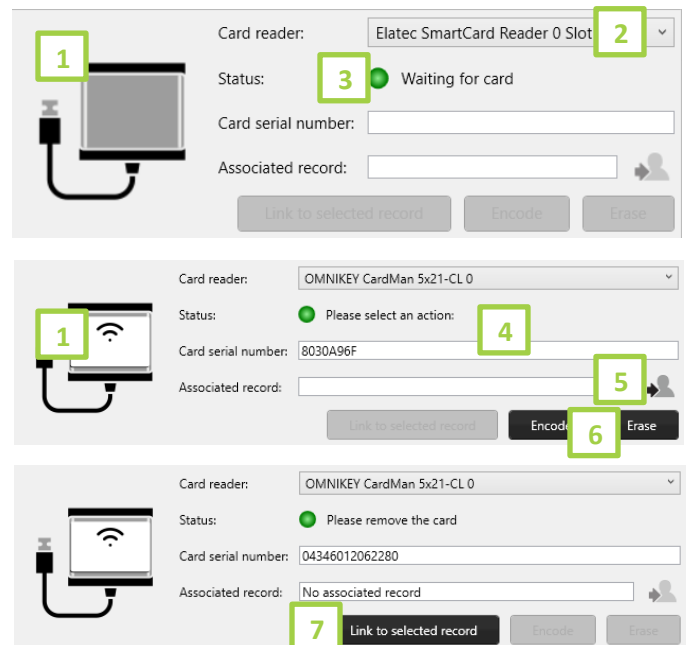 Card reader: Elatec SmartCard Reader 0 Slot 2
1
Status: 3 Waiting for card
Card serial number:
Associated record:
Link to selected record Encode Erase
Card reader: OMNIKEY CardMan 5x21-CL 0
Status: Please select an action: 4
1
Card serial number: 8030A96F
Associated record: 5
Link to selected record Encode 6 Erase
Card reader: OMNIKEY CardMan 5x21-CL 0
Status: Please remove the card
Card serial number: 04346012062280
Associated record: No associated record
7 Link to selected record Encode Erase